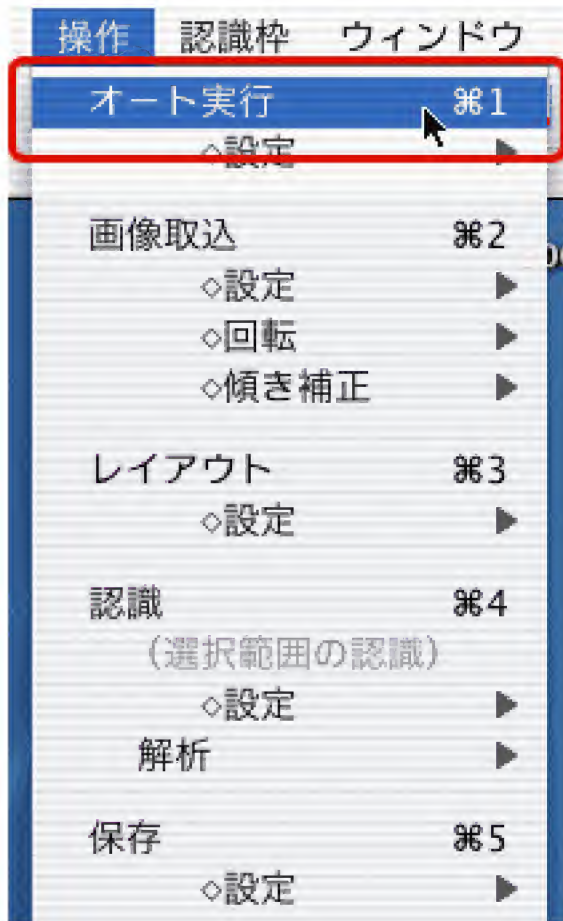 操作 認識枠 ウィンドウ
オート実行 ⌘1
◇設定 ▶
画像取込 ⌘2
◇設定 ▶
◇回転 ▶
◇傾き補正 ▶
レイアウト ⌘3
◇設定 ▶
認識 ⌘4
(選択範囲の認識)
◇設定 ▶
解析 ▶
保存 ⌘5
◇設定 ▶